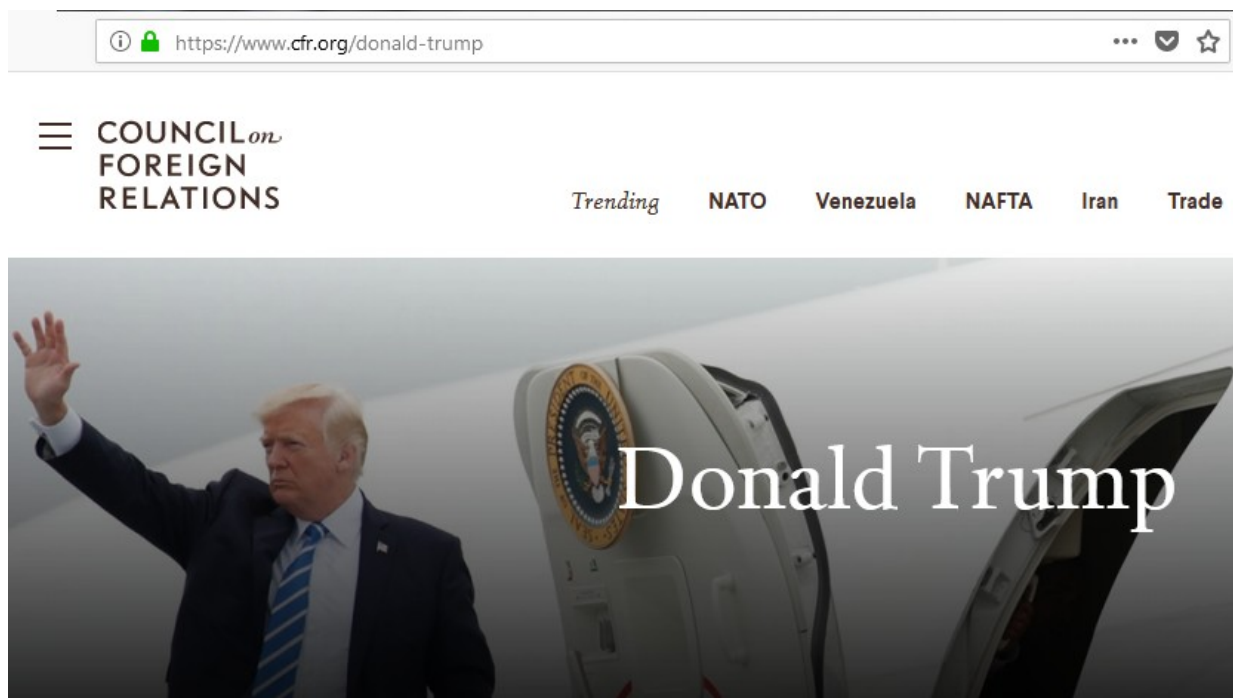 https://www.cfr.org/donald-trump
COUNCIL on
FOREIGN
RELATIONS
Trending NATO Venezuela NAFTA Iran Trade
Donald Trump